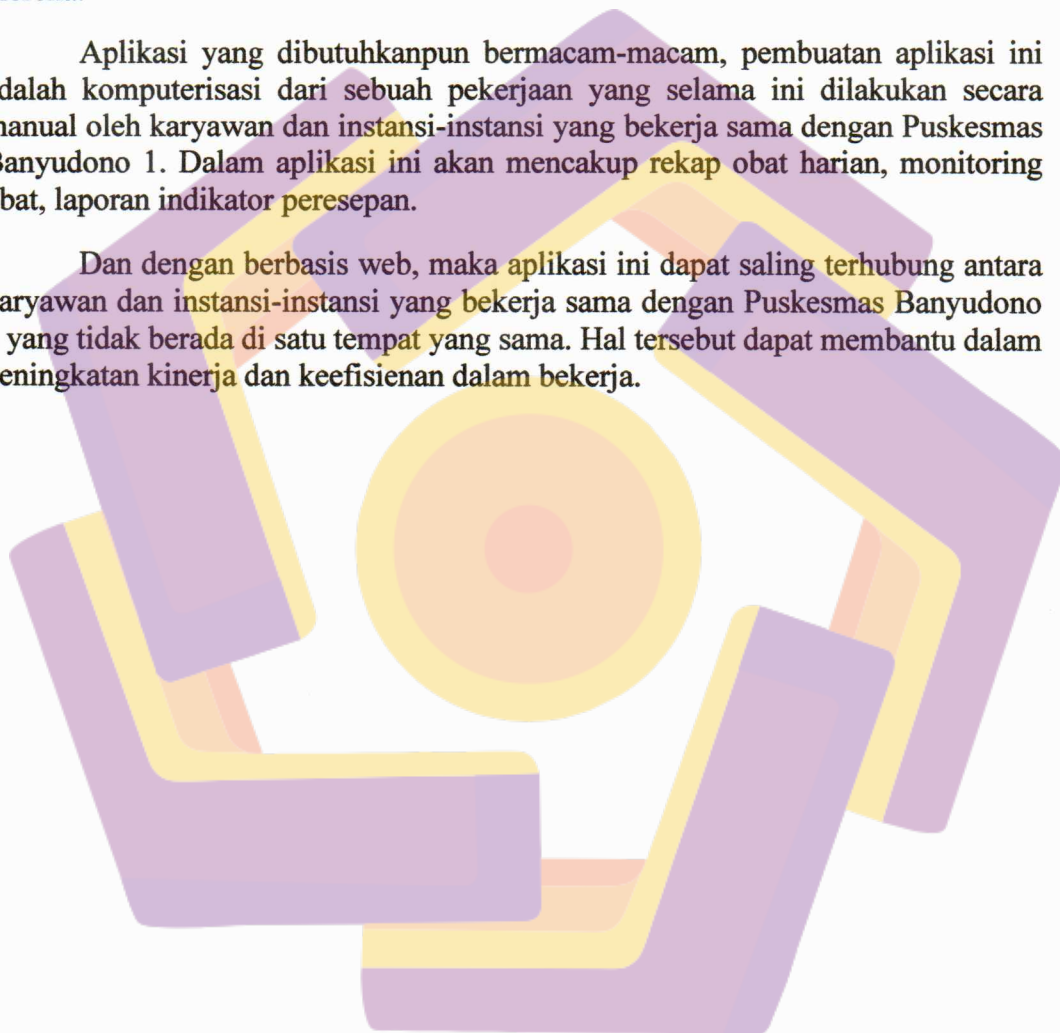 Aplikasi yang dibutuhkanpun bermacam-macam, pembuatan aplikasi ini
dalah komputerisasi dari sebuah pekerjaan yang selama ini dilakukan secara
anual oleh karyawan dan instansi-instansi yang bekerja sama dengan Puskesmas
Banyudono 1. Dalam aplikasi ini akan mencakup rekap obat harian, monitoring
bat, laporan indikator peresepan.
Dan dengan berbasis web, maka aplikasi ini dapat saling terhubung antara
aryawan dan instansi-instansi yang bekerja sama dengan Puskesmas Banyudono
yang tidak berada di satu tempat yang sama. Hal tersebut dapat membantu dalam
eningkatan kinerja dan keefisienan dalam bekerja.